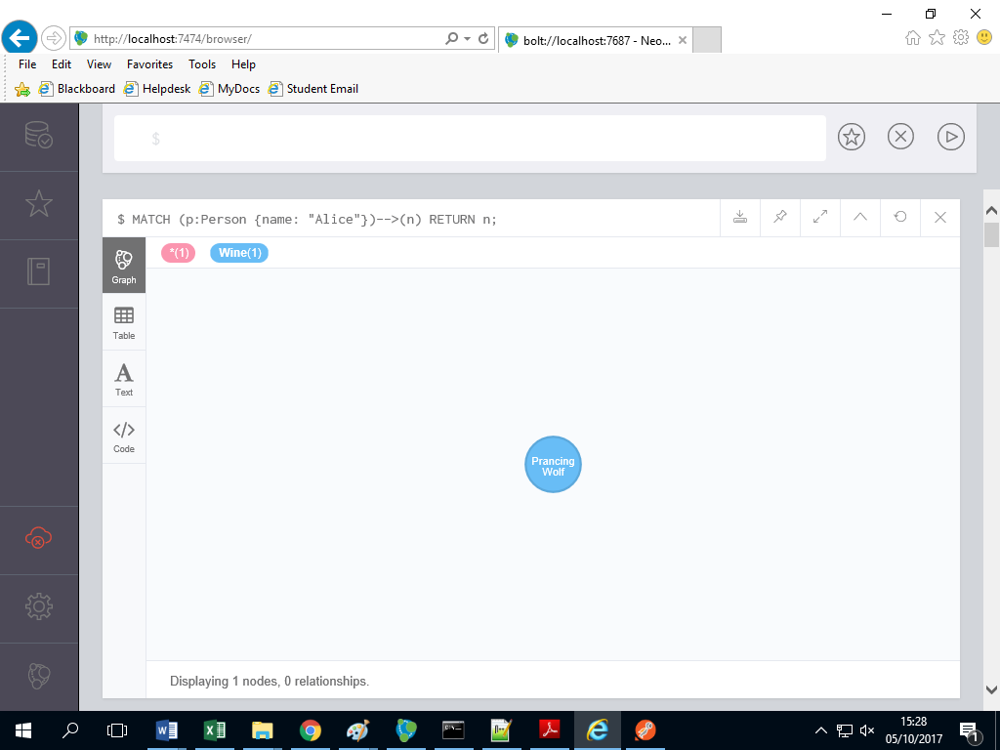 http://localhost:7474/browser/
bolt://localhost:7687 - Neo...
File Edit View Favorites Tools Help
Blackboard Helpdesk MyDocs Student Email
$
$ MATCH (p:Person {name: "Alice"})-->(n) RETURN n;
*(1) Wine(1)
Graph
Table
A
Text
</>
Code
Prancing
Wolf
Displaying 1 nodes, 0 relationships.
15:28
05/10/2017
1